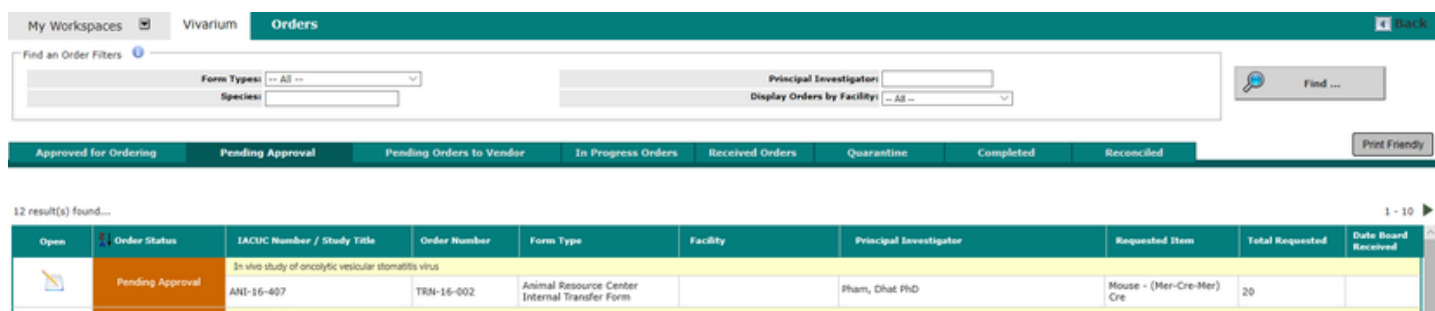 My Workspaces Vivarium Orders Back
Find an Order Filters
Form Types: -- All -- Principal Investigator:
Species: Display Orders by Facility: -- All --
Find ...
Approved for Ordering Pending Approval Pending Orders to Vendor In Progress Orders Received Orders Quarantine Completed Reconciled
Print Friendly
12 result(s) found... 1 - 10
Open Order Status IACUC Number / Study Title Order Number Form Type Facility Principal Investigator Requested Item Total Requested Date Board
Received
In vivo study of oncolytic vesicular stomatitis virus
Pending Approval
ANI-16-407 TRN-16-002 Animal Resource Center
Internal Transfer Form
Pham, Dhat PhD Mouse - (Mer-Cre-Mer)
Cre
20